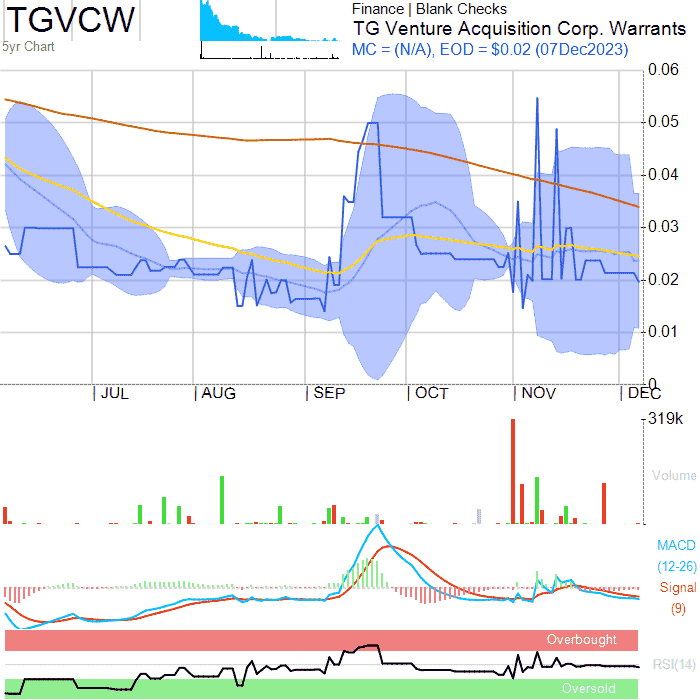 TGVCW
5yr Chart
Finance | Blank Checks
TG Venture Acquisition Corp. Warrants
MC = (N/A), EOD = $0.02 (07Dec2023)
0.06
0.05
0.04
0.03
0.02
0.01
0
JUL AUG SEP OCT NOV DEC
319k
Volume
MACD
(12-26)
Signal
(9)
Overbought
RSI(14)
Oversold